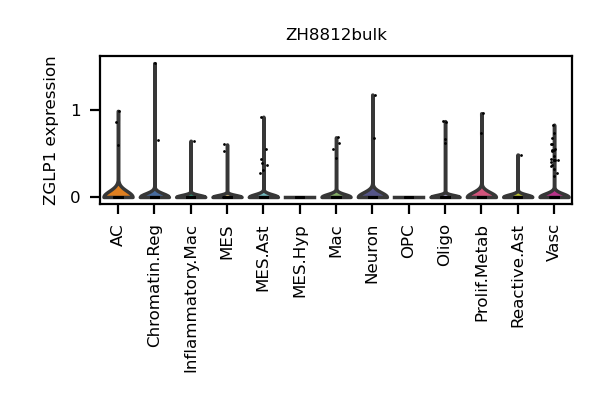 ZH8812bulk
ZGLP1 expression
1
0
AC
Chromatin.Reg
Inflammatory.Mac
MES
MES.Ast
MES.Hyp
Mac
Neuron
OPC
Oligo
Prolif.Metab
Reactive.Ast
Vasc